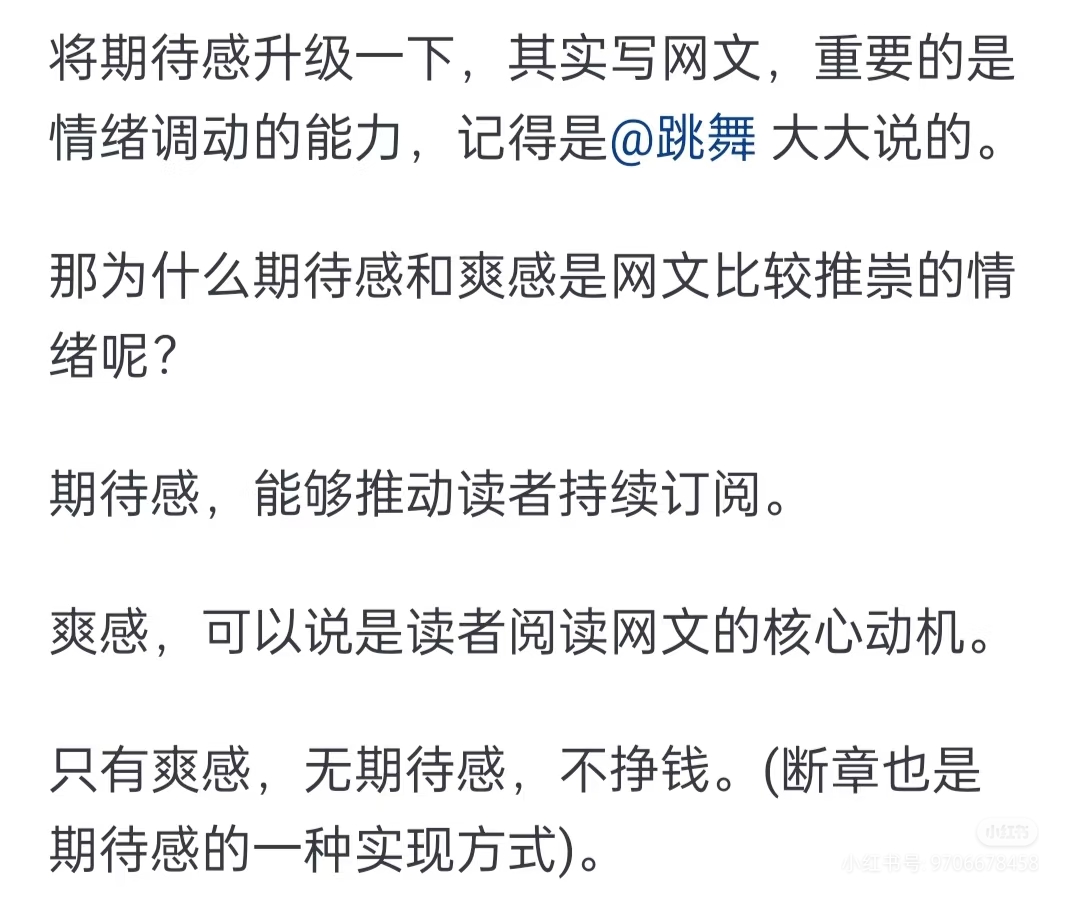 将期待感升级一下，其实写网文，重要的是
情绪调动的能力，记得是@跳舞 大大说的。
那为什么期待感和爽感是网文比较推崇的情
绪呢？
期待感，能够推动读者持续订阅。
爽感，可以说是读者阅读网文的核心动机。
只有爽感，无期待感，不挣钱。(断章也是
期待感的一种实现方式)。
小红书
小红书号: 9706678458